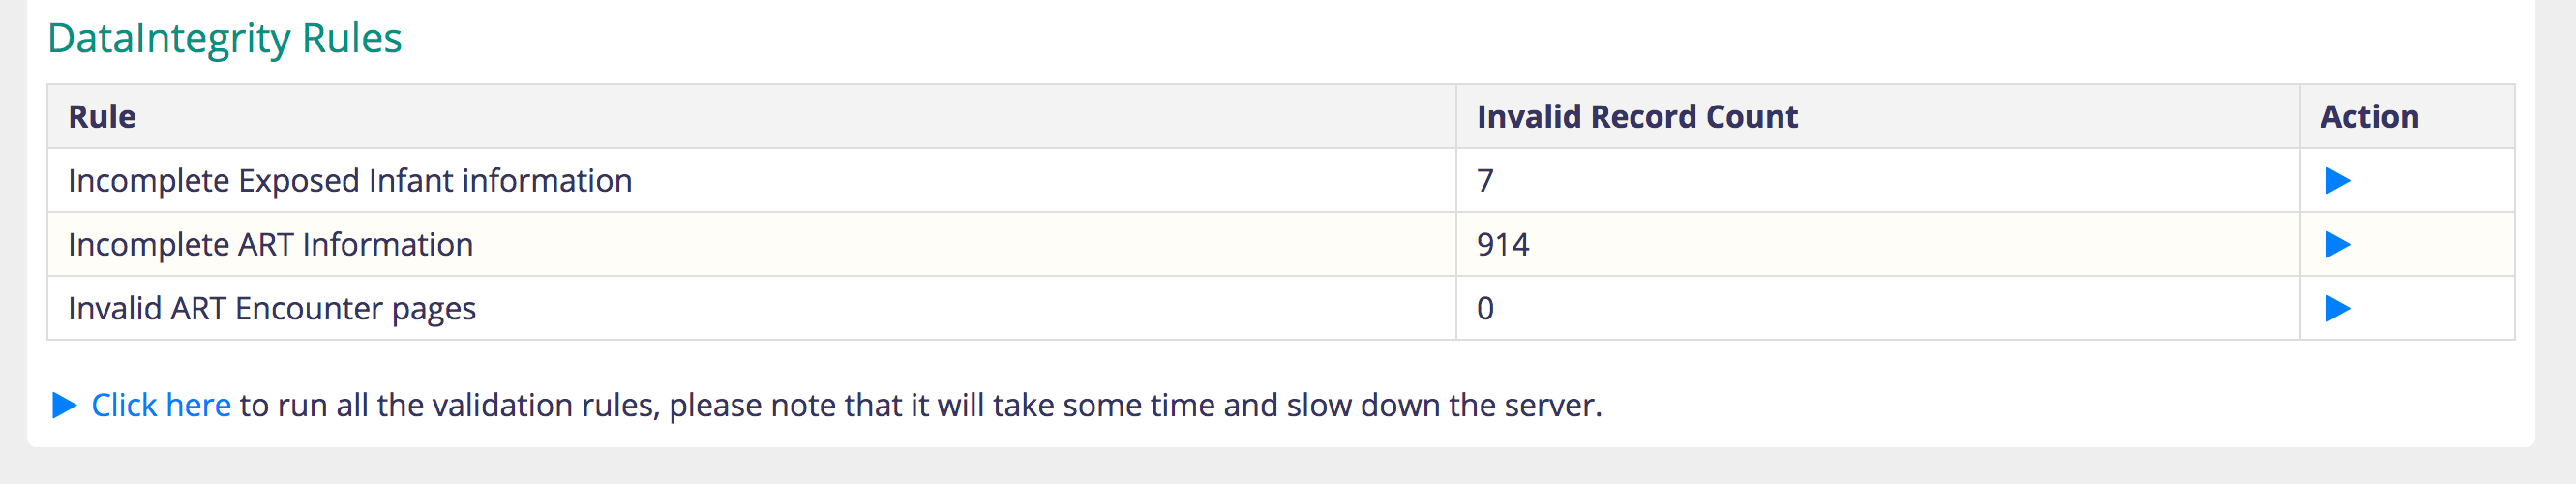 DataIntegrity Rules
Rule Invalid Record Count Action
Incomplete Exposed Infant information 7
Incomplete ART Information 914
Invalid ART Encounter pages 0
Click here to run all the validation rules, please note that it will take some time and slow down the server.